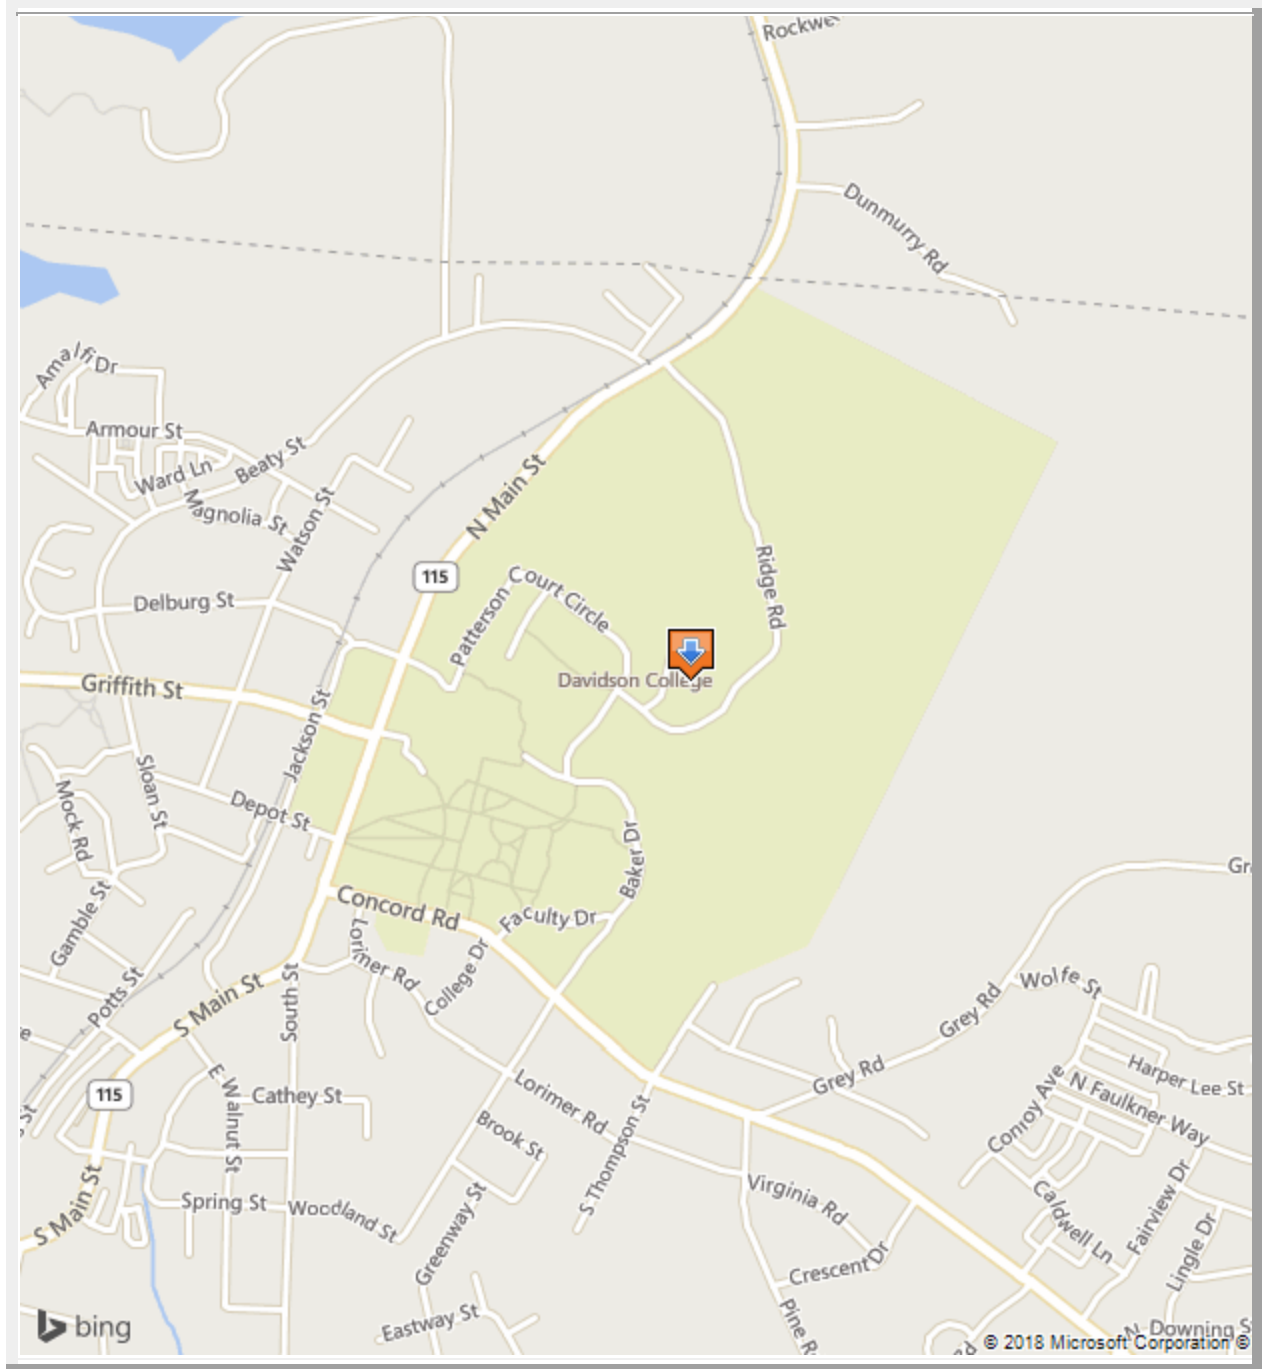 Rockwe
Dunmurry Rd
Amalfi Dr
Armour St
Ward Ln
Beaty St
Magnolia St
Watson St
N Main St
115
Court Circle
Patterson
Ridge Rd
Delburg St
Davidson College
Griffith St
Jackson St
Sloan St
Mock Rd
Depot St
Baker Dr
Gr
Concord Rd
Faculty Dr
Gamble St
Lorimer Rd
College Dr
Potts St
S Main St
South St
Wolfe St
Grey Rd
e
Grey Rd
E Walnut St
Cathey St
115
Lorimer Rd
Brook St
S Thompson St
Harper Lee St
N Faulkner Way
Conroy Ave
St
S Main St
Spring St
Woodland St
Greenway St
Virginia Rd
Crescent Dr
Caldwell Ln
Fairview Dr
Lingle Dr
Pine R
Eastway St
bing
N Downing S
Rd
© 2018 Microsoft Corporation ©